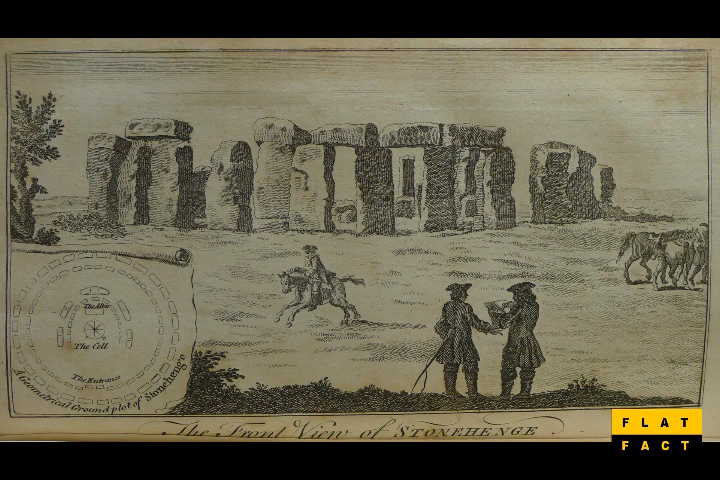 The Altar
The Cell
The Entrance
A Geometrical Ground plot of Stonehenge
The Front View of STONEHENGE
FLAT
FACT